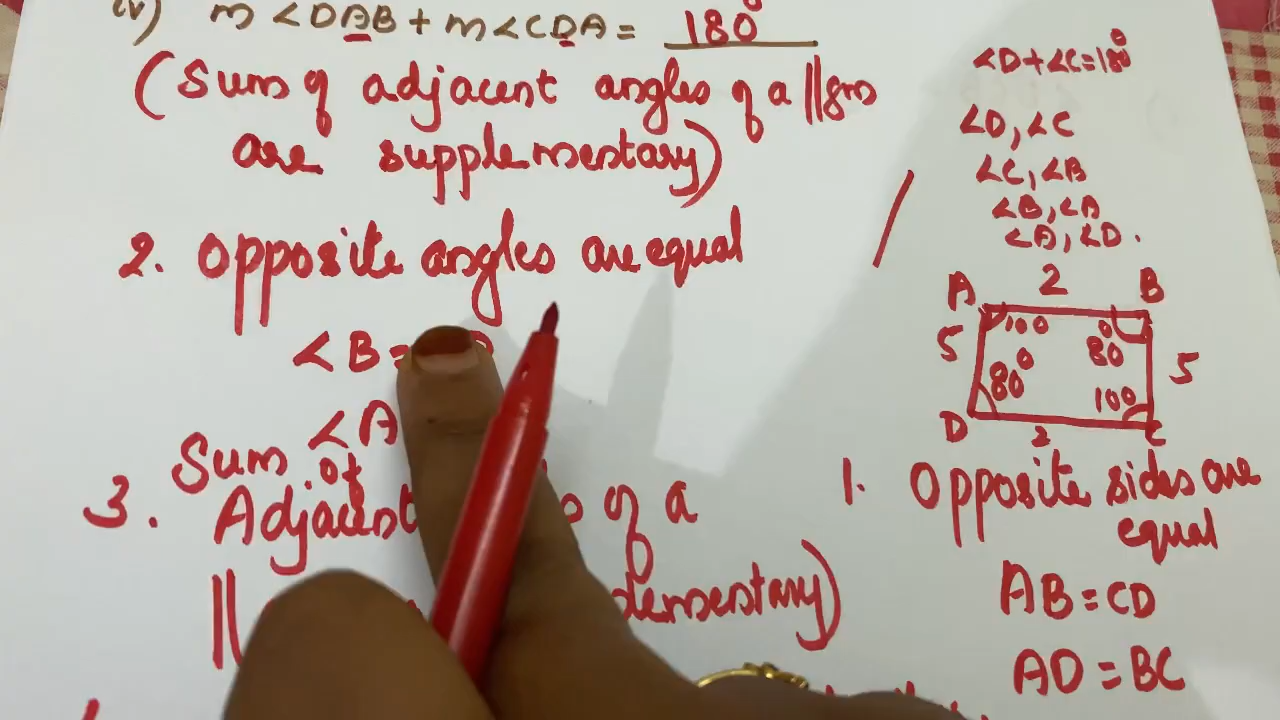 iv) m <DAB + m<CDA = 180°
(Sum of adjacent angles of a ||gm
are supplementary)
2. Opposite angles are equal
<B =
<A
Sum of
3. Adjacent of a
||
<D+<C=180°
<D, <C
<C, <B
<B, <A
<A, <D.
A 2 B
5 100 80° 5
80° 100
D 2 C
1. Opposite sides are
equal
AB = CD
AD = BC